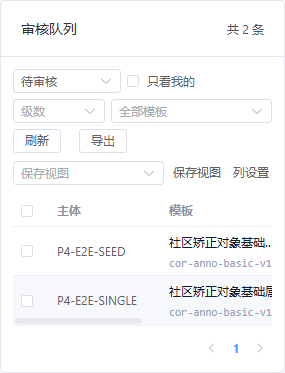 审核队列 共 2 条
待审核 只看我的
级数 全部模板
刷新 导出
保存视图 保存视图 列设置
主体 模板
P4-E2E-SEED 社区矫正对象基础...
cor-anno-basic-v1
P4-E2E-SINGLE 社区矫正对象基础
cor-anno-basic-v1
1